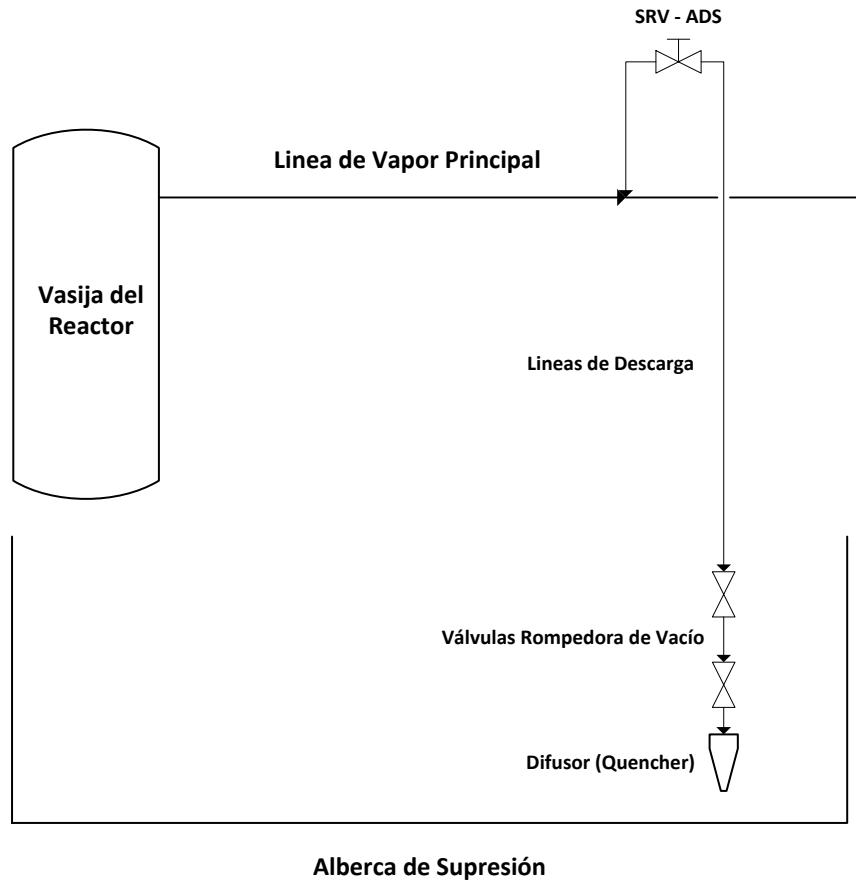 SRV - ADS
Linea de Vapor Principal
Vasija del
Reactor
Lineas de Descarga
Válvulas Rompedora de Vacío
Difusor (Quencher)
Alberca de Supresión